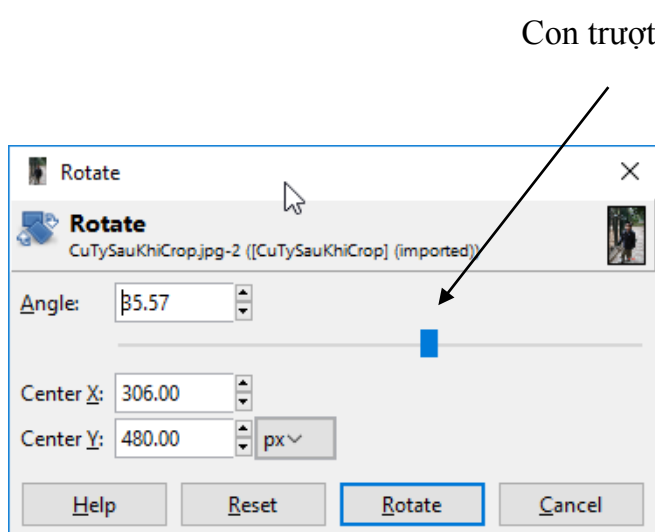 Con trượt
Rotate
Rotate
CuTySauKhiCrop.jpg-2 ([CuTySauKhiCrop] (imported))
Angle: 35.57
Center X: 306.00
Center Y: 480.00 px
Help Reset Rotate Cancel